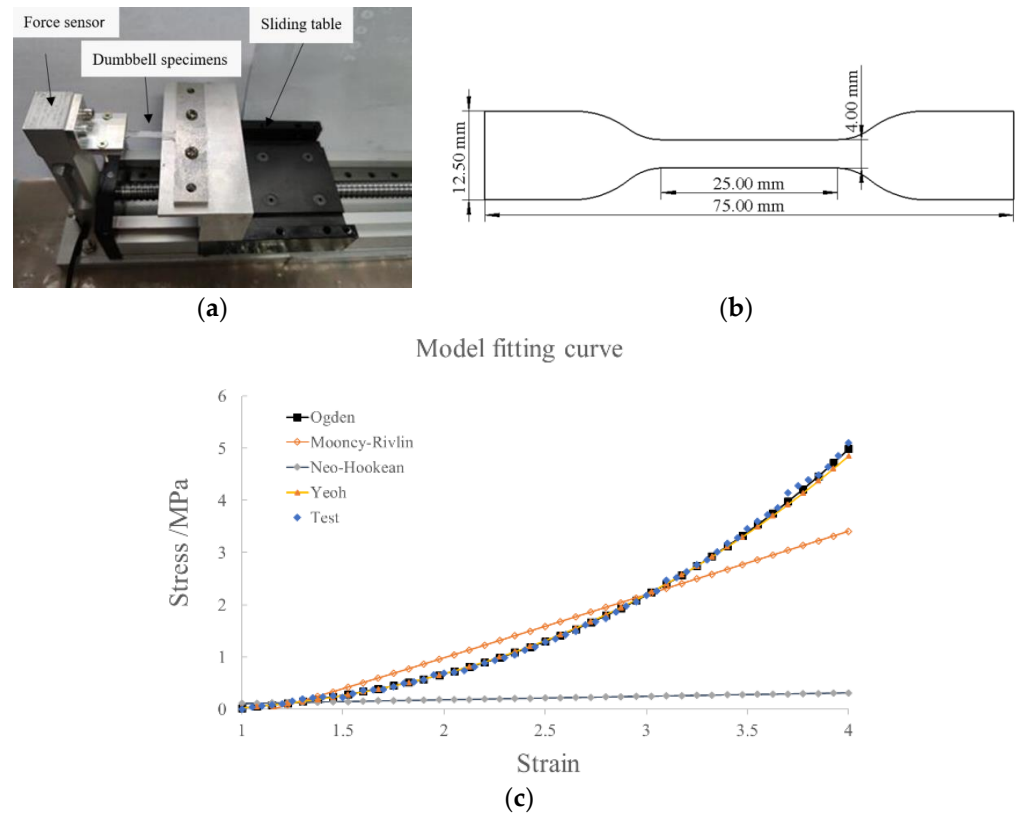 Force sensor
Sliding table
Dumbbell specimens
12.50 mm
4.00 mm
25.00 mm
75.00 mm
(a)
(b)
Model fitting curve
Stress /MPa
6
5
4
3
2
1
0
Ogden
Mooncy-Rivlin
Neo-Hookean
Yeoh
Test
1
1.5
2
2.5
3
3.5
4
Strain
(c)